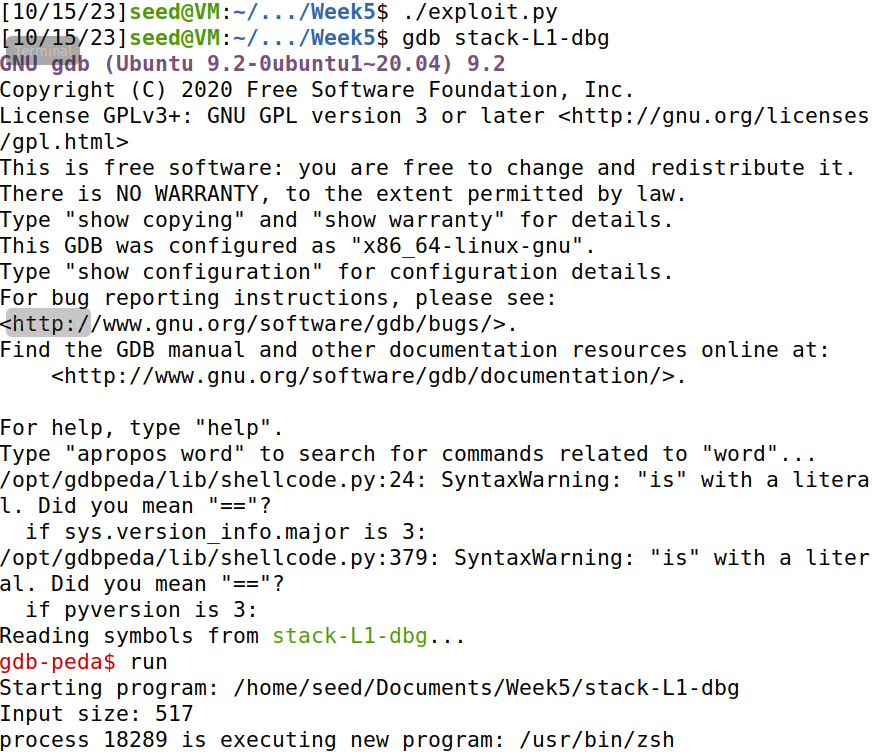 [10/15/23]seed@VM:~/.../Week5$ ./exploit.py
[10/15/23]seed@VM:~/.../Week5$ gdb stack-L1-dbg
Terminal
GNU gdb (Ubuntu 9.2-0ubuntu1~20.04) 9.2
Copyright (C) 2020 Free Software Foundation, Inc.
License GPLv3+: GNU GPL version 3 or later <http://gnu.org/licenses
/gpl.html>
This is free software: you are free to change and redistribute it.
There is NO WARRANTY, to the extent permitted by law.
Type "show copying" and "show warranty" for details.
This GDB was configured as "x86_64-linux-gnu".
Type "show configuration" for configuration details.
For bug reporting instructions, please see:
<http://www.gnu.org/software/gdb/bugs/>.
Find the GDB manual and other documentation resources online at:
    <http://www.gnu.org/software/gdb/documentation/>.

For help, type "help".
Type "apropos word" to search for commands related to "word"...
/opt/gdbpeda/lib/shellcode.py:24: SyntaxWarning: "is" with a litera
l. Did you mean "=="?
  if sys.version_info.major is 3:
/opt/gdbpeda/lib/shellcode.py:379: SyntaxWarning: "is" with a liter
al. Did you mean "=="?
  if pyversion is 3:
Reading symbols from stack-L1-dbg...
gdb-peda$ run
Starting program: /home/seed/Documents/Week5/stack-L1-dbg
Input size: 517
process 18289 is executing new program: /usr/bin/zsh